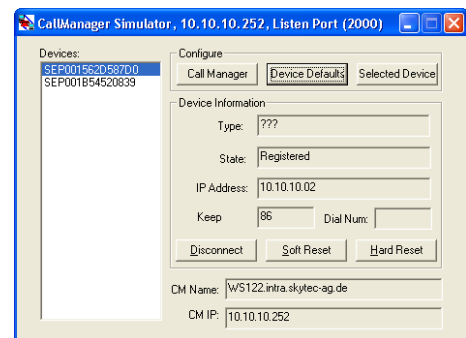 CallManager Simulator, 10.10.10.252, Listen Port (2000)
Devices:
SEP001562D587D0
SEP001B54520839
Configure
Call Manager Device Defaults Selected Device
Device Information
Type: ???
State: Registered
IP Address: 10.10.10.02
Keep 86 Dial Num:
Disconnect Soft Reset Hard Reset
CM Name: WS122.intra.skytec-ag.de
CM IP: 10.10.10.252